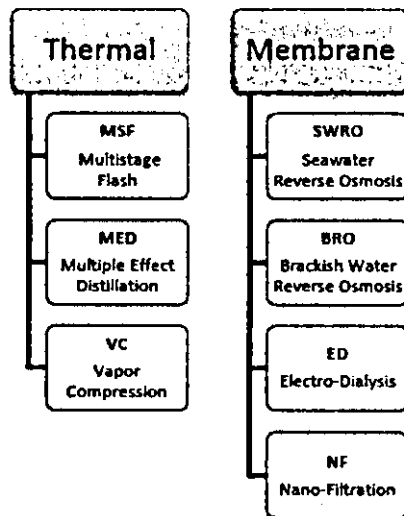 Thermal
MSF
Multistage
Flash
MED
Multiple Effect
Distillation
VC
Vapor
Compression
Membrane
SWRO
Seawater
Reverse Osmosis
BRO
Brackish Water
Reverse Osmosis
ED
Electro-Dialysis
NF
Nano-Filtration